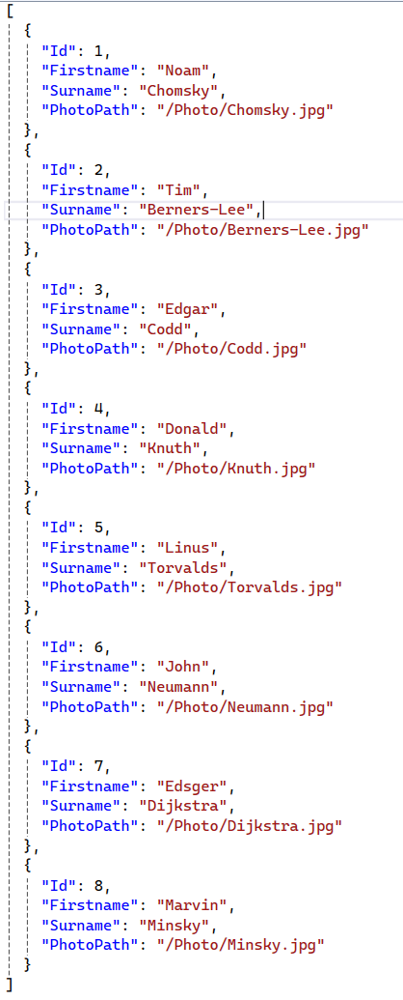 [
  {
    "Id": 1,
    "Firstname": "Noam",
    "Surname": "Chomsky",
    "PhotoPath": "/Photo/Chomsky.jpg"
  },
  {
    "Id": 2,
    "Firstname": "Tim",
    "Surname": "Berners-Lee",
    "PhotoPath": "/Photo/Berners-Lee.jpg"
  },
  {
    "Id": 3,
    "Firstname": "Edgar",
    "Surname": "Codd",
    "PhotoPath": "/Photo/Codd.jpg"
  },
  {
    "Id": 4,
    "Firstname": "Donald",
    "Surname": "Knuth",
    "PhotoPath": "/Photo/Knuth.jpg"
  },
  {
    "Id": 5,
    "Firstname": "Linus",
    "Surname": "Torvalds",
    "PhotoPath": "/Photo/Torvalds.jpg"
  },
  {
    "Id": 6,
    "Firstname": "John",
    "Surname": "Neumann",
    "PhotoPath": "/Photo/Neumann.jpg"
  },
  {
    "Id": 7,
    "Firstname": "Edsger",
    "Surname": "Dijkstra",
    "PhotoPath": "/Photo/Dijkstra.jpg"
  },
  {
    "Id": 8,
    "Firstname": "Marvin",
    "Surname": "Minsky",
    "PhotoPath": "/Photo/Minsky.jpg"
  }
]